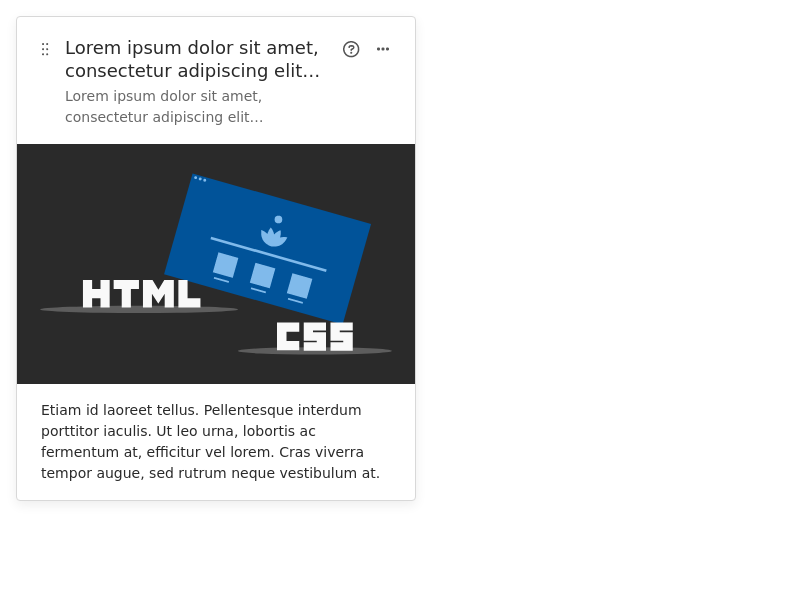 Lorem ipsum dolor sit amet,
consectetur adipiscing elit...
Lorem ipsum dolor sit amet,
consectetur adipiscing elit...
HTML
CSS
Etiam id laoreet tellus. Pellentesque interdum
porttitor iaculis. Ut leo urna, lobortis ac
fermentum at, efficitur vel lorem. Cras viverra
tempor augue, sed rutrum neque vestibulum at.